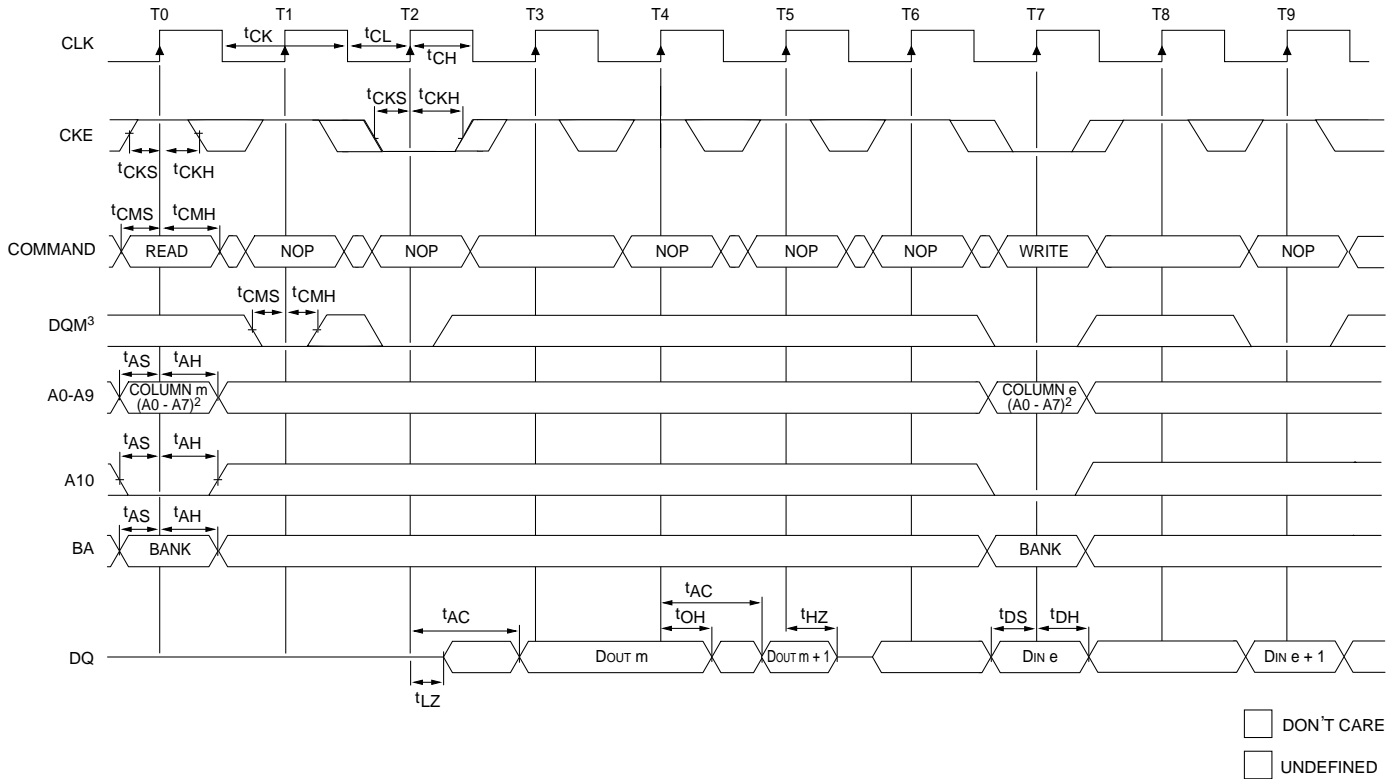 T0 T1 T2 T3 T4 T5 T6 T7 T8 T9
CLK
tCK tCL
tCH
tCKS tCKH
CKE
tCKS tCKH
tCMS tCMH
COMMAND READ NOP NOP NOP NOP NOP WRITE NOP
tCMS tCMH
DQM3
tAS tAH
A0-A9 COLUMN m (A0 - A7)2 COLUMN e (A0 - A7)2
tAS tAH
A10
tAS tAH
BA BANK BANK
tAC tAC
tOH tHZ tDS tDH
DQ DOUT m DOUT m + 1 DIN e DIN e + 1
tLZ
DON'T CARE
UNDEFINED